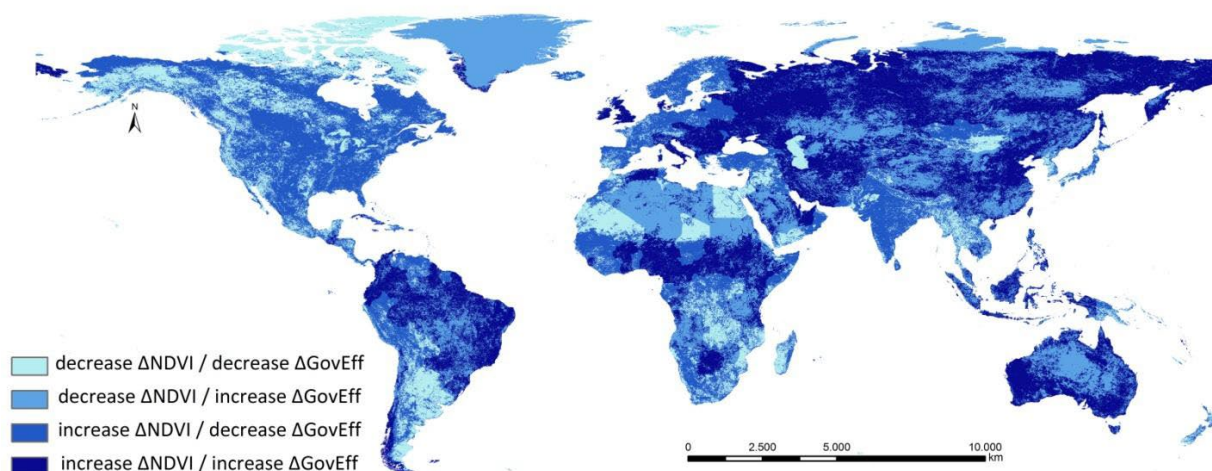 N
decrease ΔNDVI / decrease ΔGovEff
decrease ΔNDVI / increase ΔGovEff
increase ΔNDVI / decrease ΔGovEff
increase ΔNDVI / increase ΔGovEff
0 2.500 5.000 10.000
km